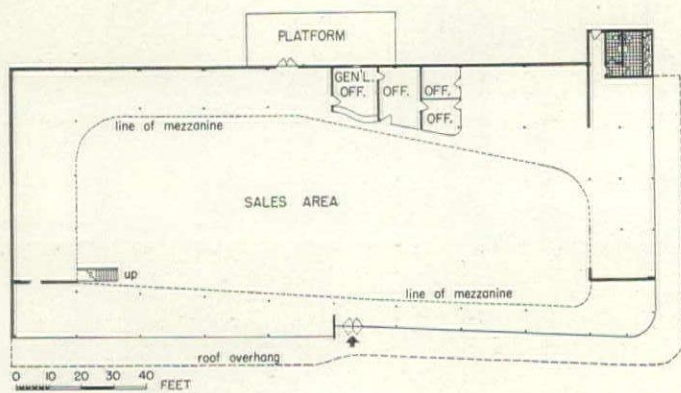 PLATFORM
GEN'L.
OFF.
OFF.
OFF.
OFF.
line of mezzanine
SALES AREA
up
line of mezzanine
roof overhang
0 10 20 30 40
FEET